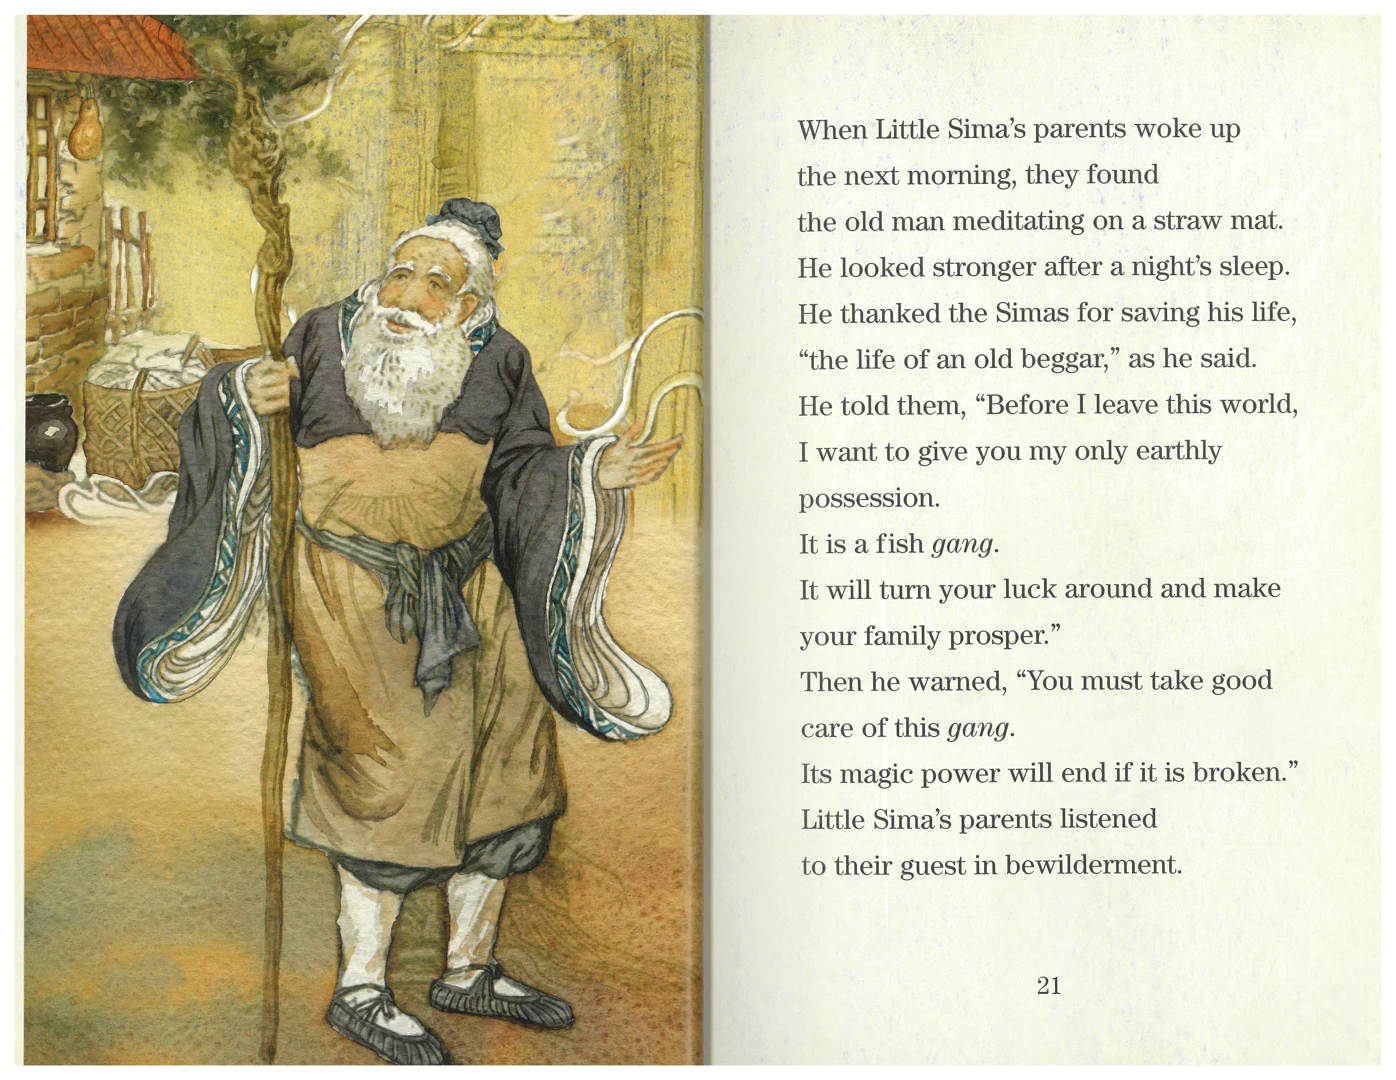 When Little Sima’s parents woke up
the next morning, they found
the old man meditating on a straw mat.
He looked stronger after a night’s sleep.
He thanked the Simas for saving his life,
“the life of an old beggar,” as he said.
He told them, “Before I leave this world,
I want to give you my only earthly
possession.
It is a fish gang.
It will turn your luck around and make
your family prosper.”
Then he warned, “You must take good
care of this gang.
Its magic power will end if it is broken.”
Little Sima’s parents listened
to their guest in bewilderment.
21